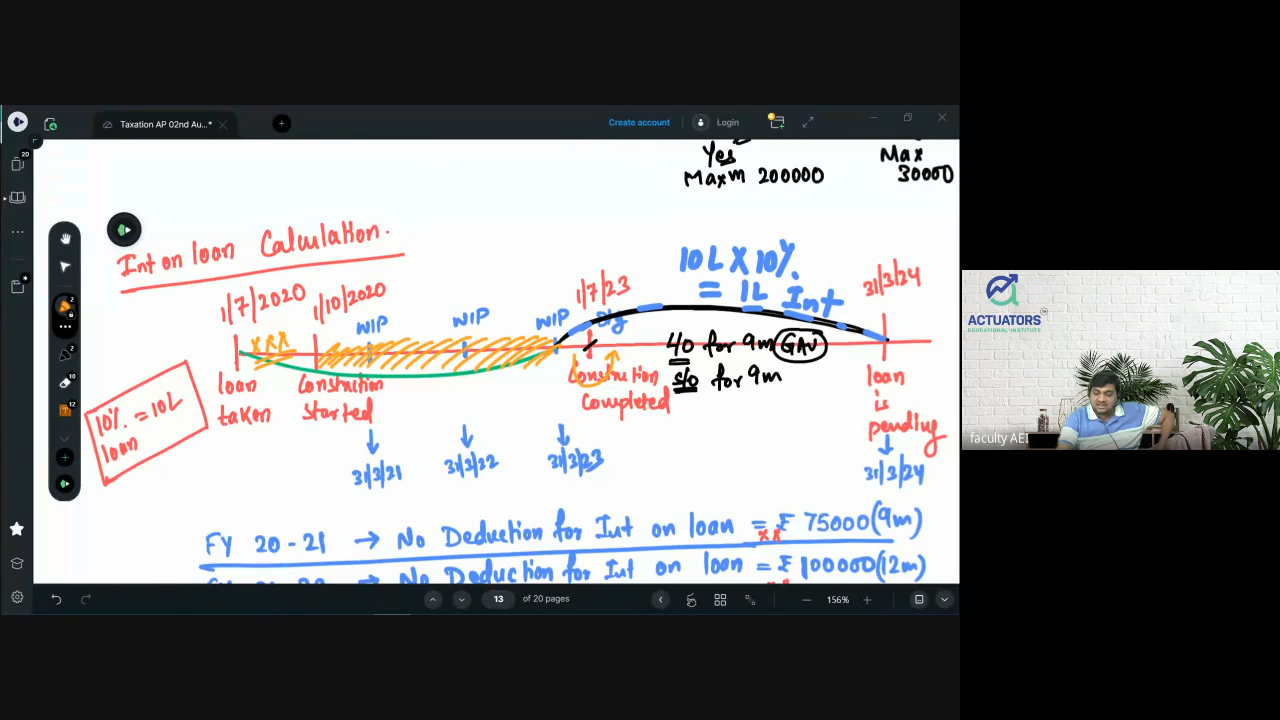 Taxation AP 02nd Au...*
Create account
Login
20
Yes
Maxm 200000
Max
30000
Int on loan Calculation.
10L X 10%
= 1L Int
1/7/2020
1/10/2020
1/7/23
31/3/24
WIP
WIP
WIP
xxx
L/O for 9m GAV
S/O for 9m
loan
taken
Constrution
Started
Construction
Completed
loan
is
pending
10% = 10L
loan
31/3/21
31/3/22
31/3/23
31/3/24
FY 20-21 → No Deduction for Int on loan = ₹ 75000 (9m)
→ No Deduction for Int on loan = ₹ 100000 (12m)
13
of 20 pages
156%
ACTUATORS
EDUCATIONAL INSTITUTE
faculty AEI